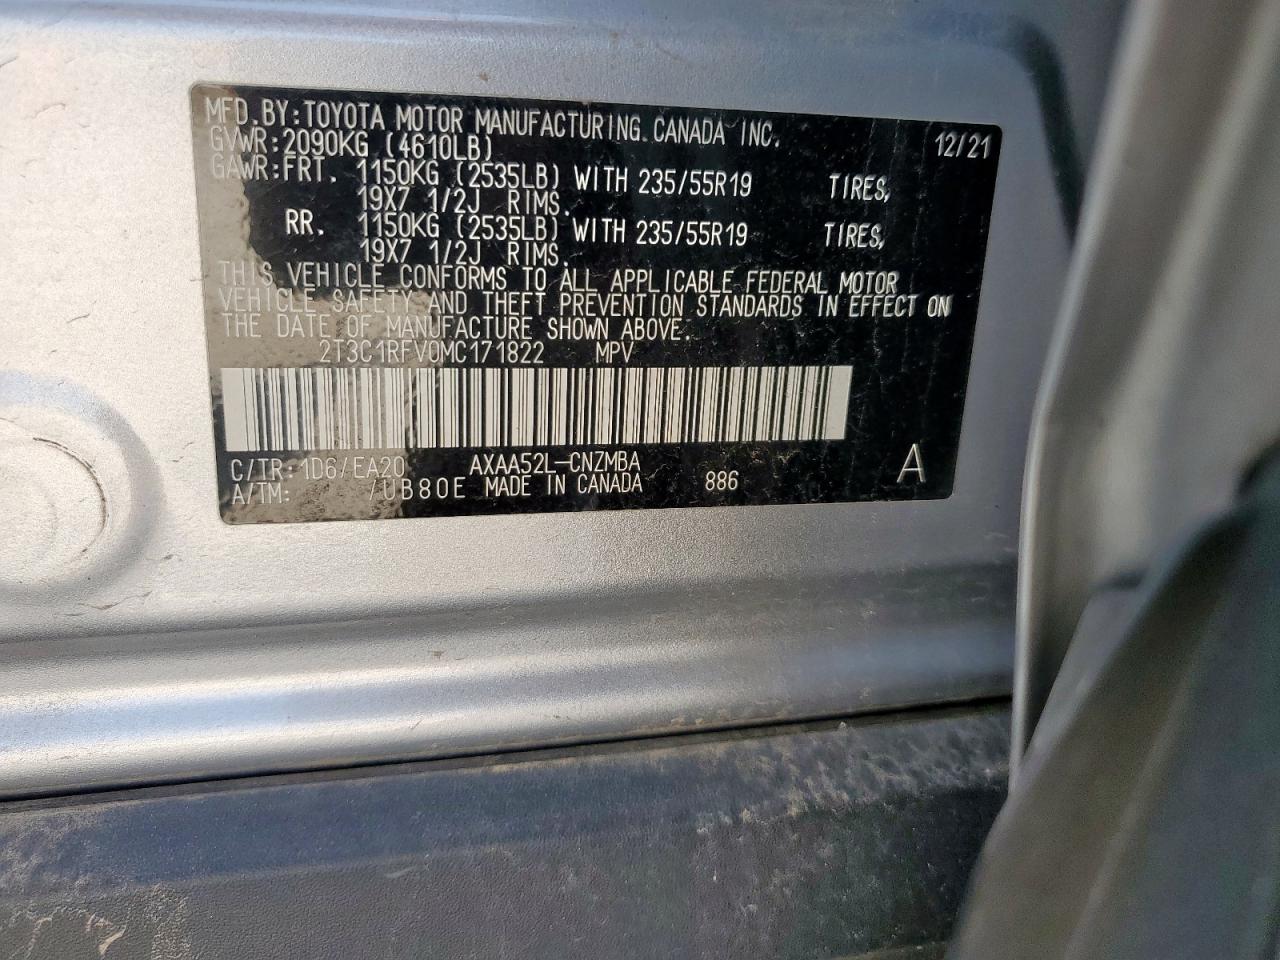 MFD.BY:TOYOTA MOTOR MANUFACTURING.CANADA INC. 12/21
GVWR:2090KG (4610LB)
GAWR:FRT. 1150KG (2535LB) WITH 235/55R19 TIRES,
19X7 1/2J RIMS.
RR. 1150KG (2535LB) WITH 235/55R19 TIRES,
19X7 1/2J RIMS.
THIS VEHICLE CONFORMS TO ALL APPLICABLE FEDERAL MOTOR
VEHICLE SAFETY AND THEFT PREVENTION STANDARDS IN EFFECT ON
THE DATE OF MANUFACTURE SHOWN ABOVE.
2T3C1RFV0MC171822 MPV
C/TR:1D6/EA20 AXAA52L-CNZMBA A
A/TM: /UB80E MADE IN CANADA 886